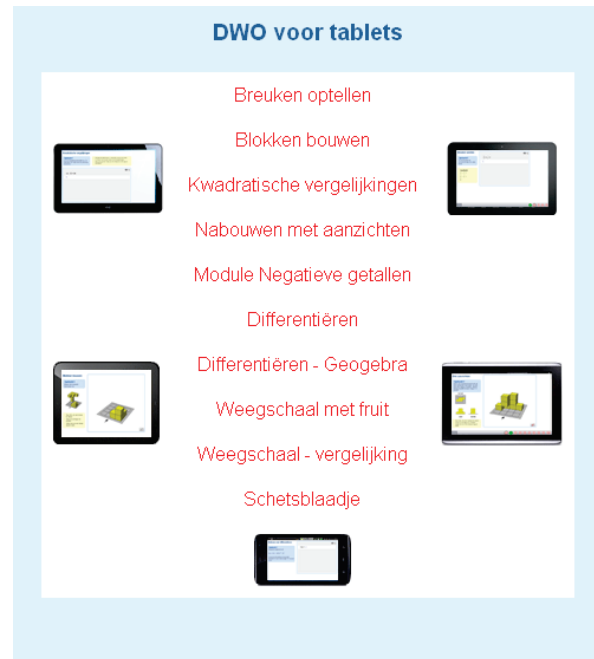 DWO voor tablets
Breuken optellen
Blokken bouwen
Kwadratische vergelijkingen
Nabouwen met aanzichten
Module Negatieve getallen
Differentiëren
Differentiëren - Geogebra
Weegschaal met fruit
Weegschaal - vergelijking
Schetsblaadje